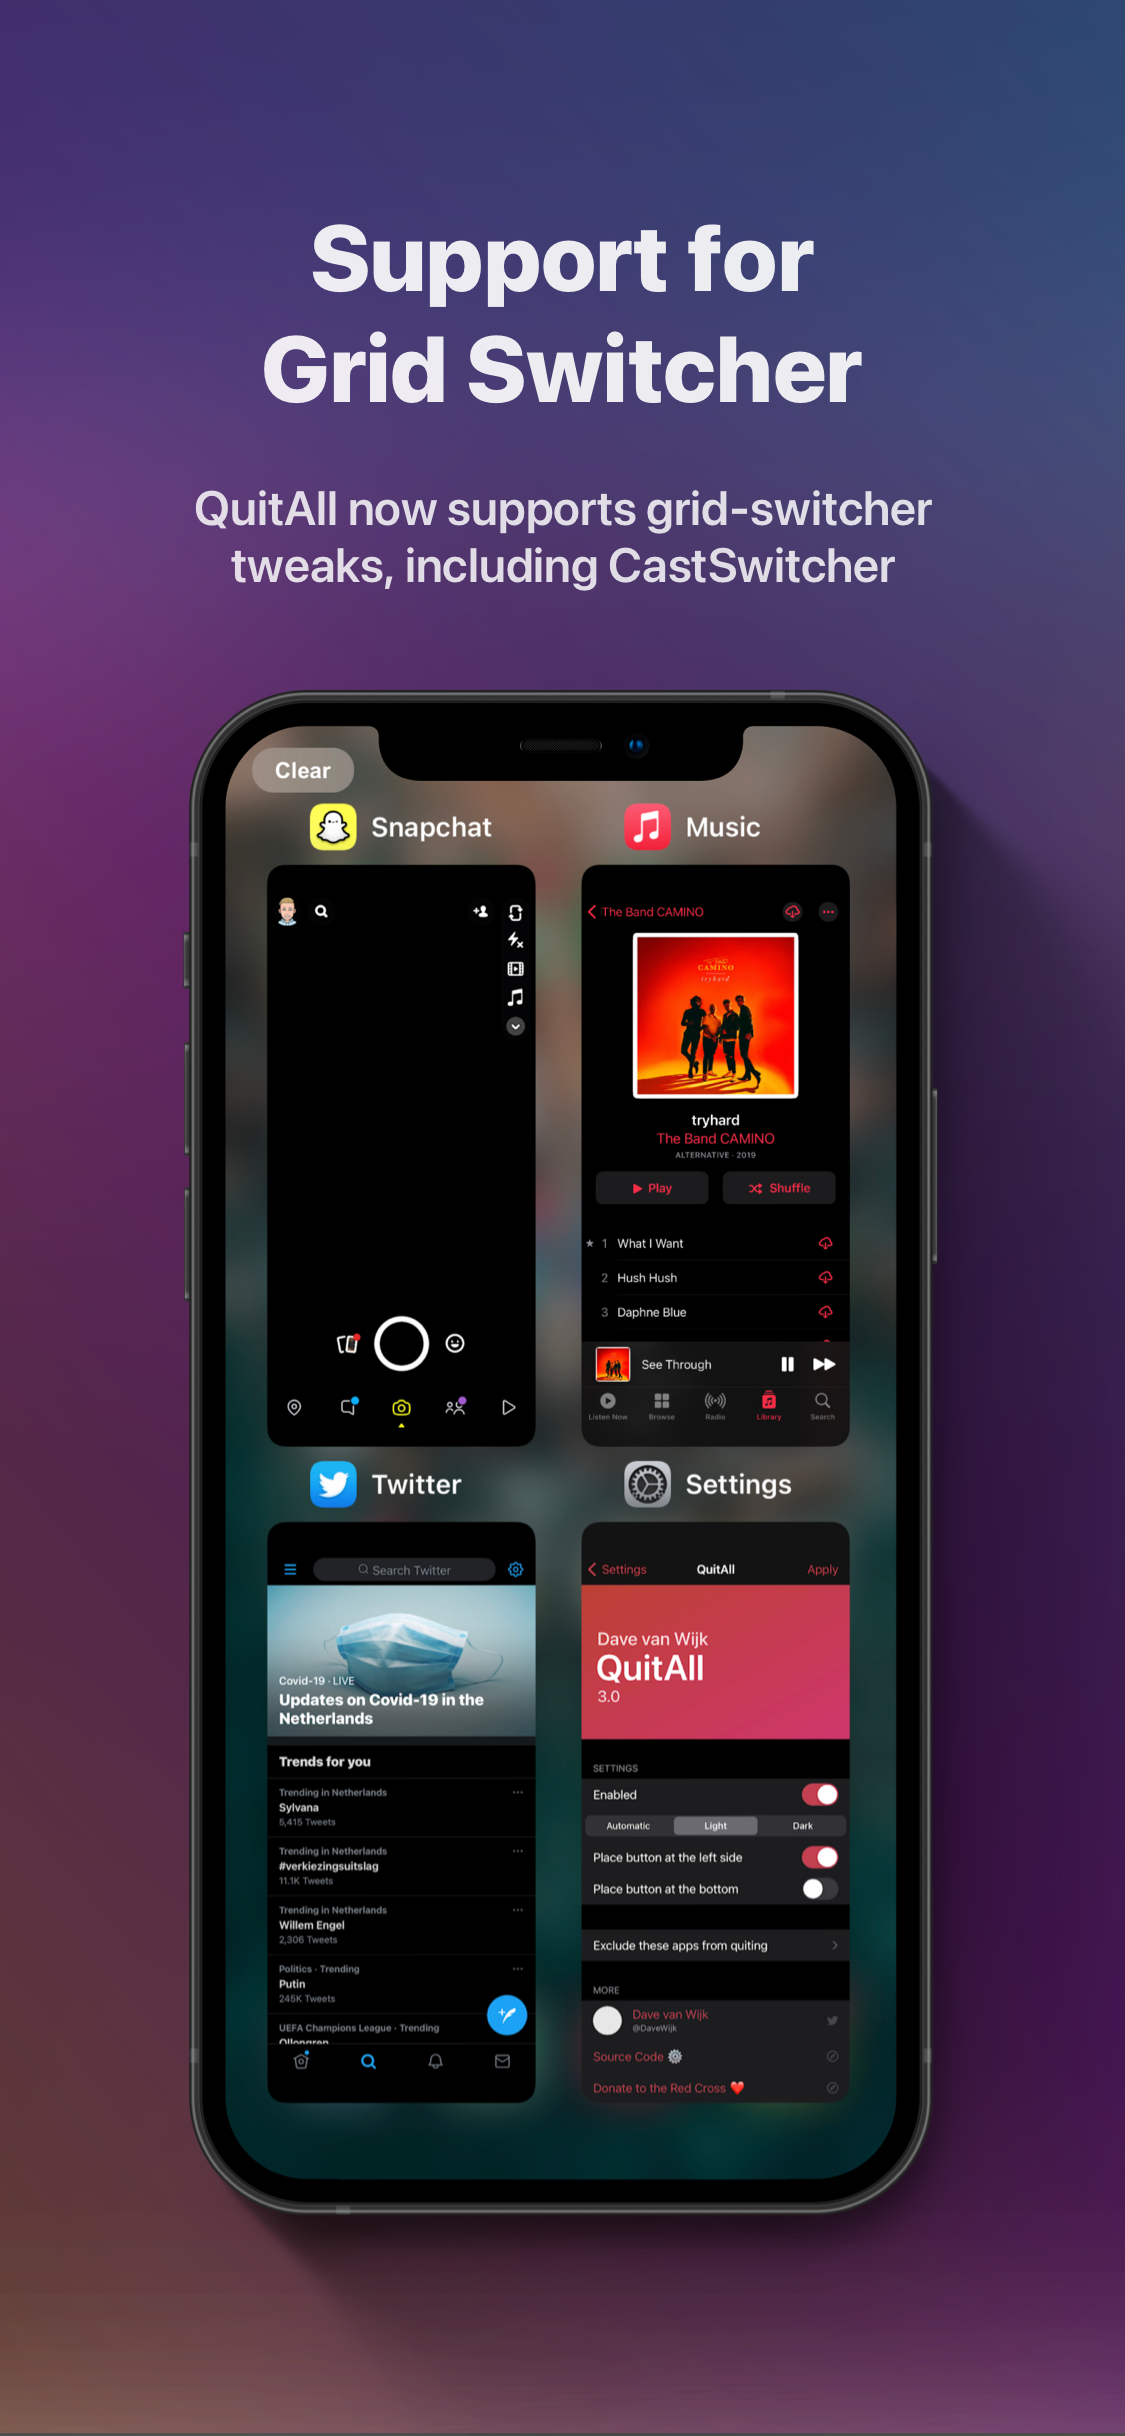 Support for
Grid Switcher
QuitAll now supports grid-switcher
tweaks, including CastSwitcher
Clear
Snapchat
Music
The Band CAMINO
CAMINO
tryhard
tryhard
The Band CAMINO
ALTERNATIVE · 2019
Play
Shuffle
★ 1 What I Want
2 Hush Hush
3 Daphne Blue
See Through
Listen Now
Browse
Radio
Library
Search
Twitter
Settings
Search Twitter
Covid-19 · LIVE
Updates on Covid-19 in the
Netherlands
Trends for you
Trending in Netherlands
Sylvana
5,415 Tweets
Trending in Netherlands
#verkiezingsuitslag
11.1K Tweets
Trending in Netherlands
Willem Engel
2,306 Tweets
Politics · Trending
Putin
245K Tweets
UEFA Champions League · Trending
Settings
QuitAll
Apply
Dave van Wijk
QuitAll
3.0
SETTINGS
Enabled
Automatic
Light
Dark
Place button at the left side
Place button at the bottom
Exclude these apps from quiting
MORE
Dave van Wijk
@DaveWijk
Source Code ⚙️
Donate to the Red Cross ❤️